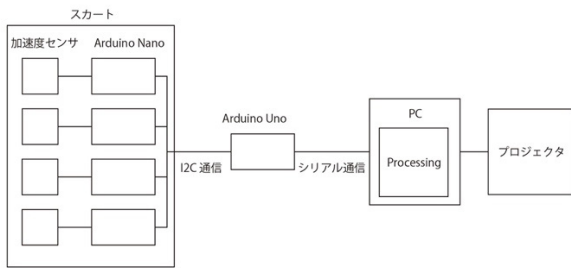 スカート
加速度センサ
Arduino Nano
Arduino Uno
I2C 通信
シリアル通信
PC
Processing
プロジェクタ